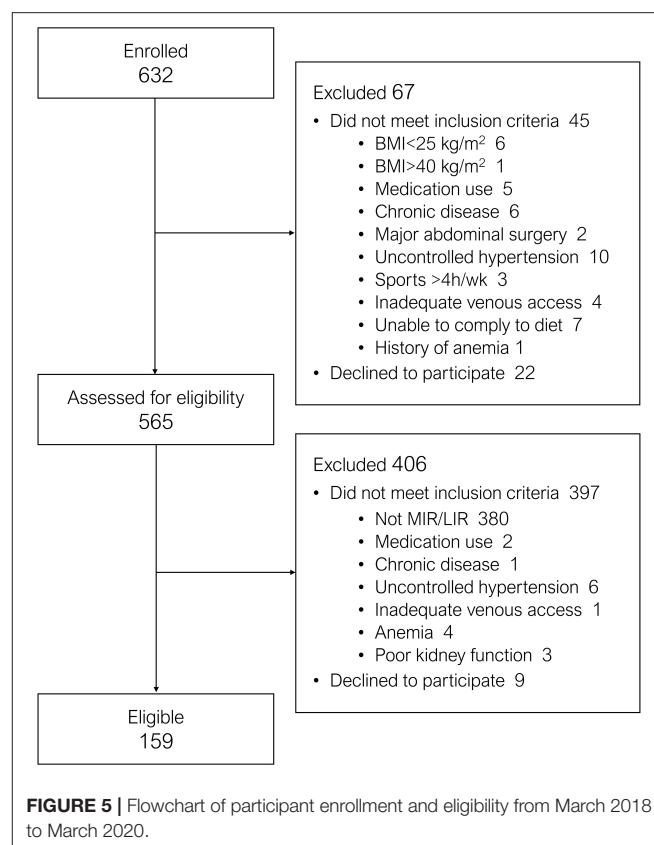 Enrolled
632
Excluded 67
• Did not meet inclusion criteria 45
• BMI<25 kg/m² 6
• BMI>40 kg/m² 1
• Medication use 5
• Chronic disease 6
• Major abdominal surgery 2
• Uncontrolled hypertension 10
• Sports >4h/wk 3
• Inadequate venous access 4
• Unable to comply to diet 7
• History of anemia 1
• Declined to participate 22
Assessed for eligibility
565
Excluded 406
• Did not meet inclusion criteria 397
• Not MIR/LIR 380
• Medication use 2
• Chronic disease 1
• Uncontrolled hypertension 6
• Inadequate venous access 1
• Anemia 4
• Poor kidney function 3
• Declined to participate 9
Eligible
159
FIGURE 5 | Flowchart of participant enrollment and eligibility from March 2018
to March 2020.